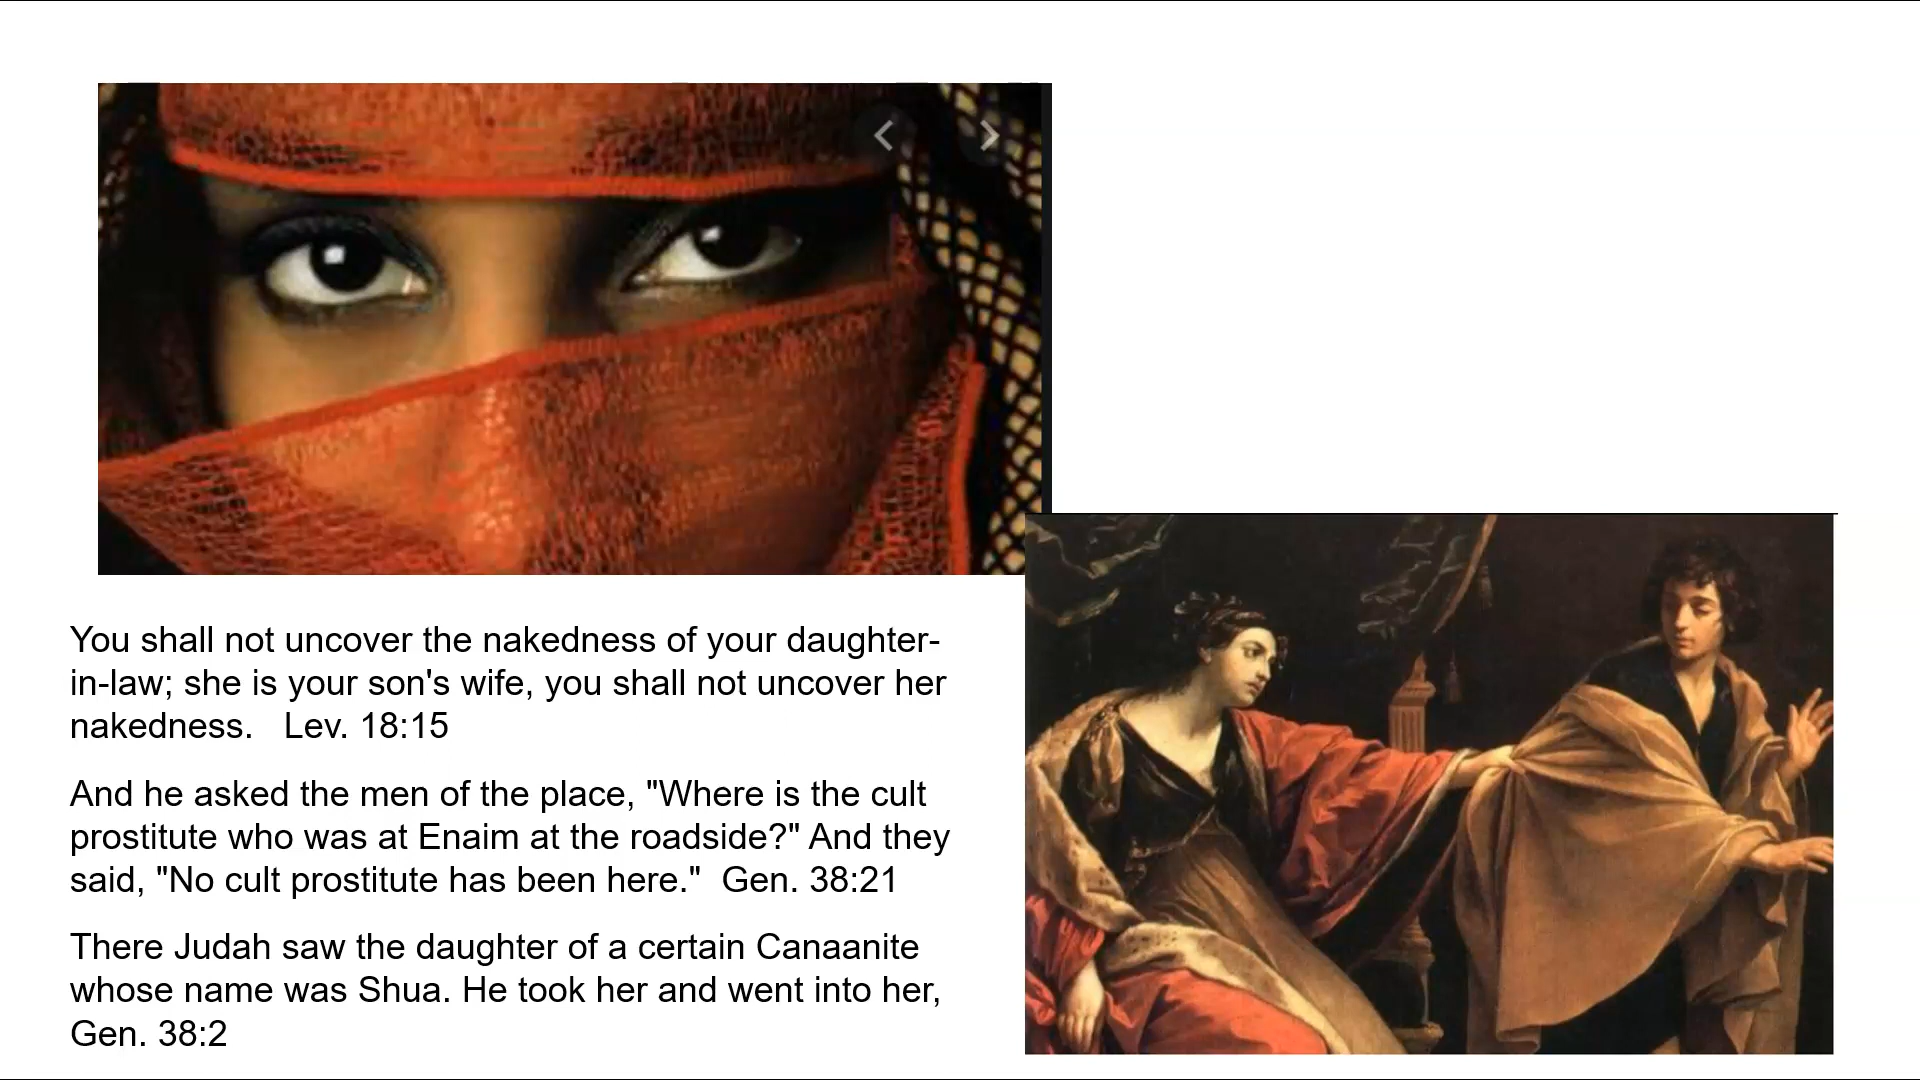 You shall not uncover the nakedness of your daughter-
in-law; she is your son's wife, you shall not uncover her
nakedness.   Lev. 18:15
And he asked the men of the place, "Where is the cult
prostitute who was at Enaim at the roadside?" And they
said, "No cult prostitute has been here."  Gen. 38:21
There Judah saw the daughter of a certain Canaanite
whose name was Shua. He took her and went into her,
Gen. 38:2